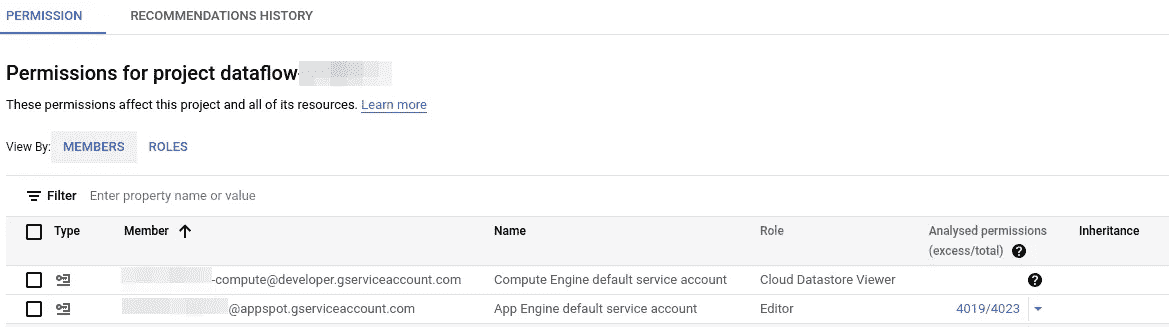 PERMISSION RECOMMENDATIONS HISTORY
Permissions for project dataflow-
These permissions affect this project and all of its resources. Learn more
View By: MEMBERS ROLES
Filter Enter property name or value
Type Member Name Role Analysed permissions (excess/total) Inheritance
-compute@developer.gserviceaccount.com Compute Engine default service account Cloud Datastore Viewer
@appspot.gserviceaccount.com App Engine default service account Editor 4019/4023